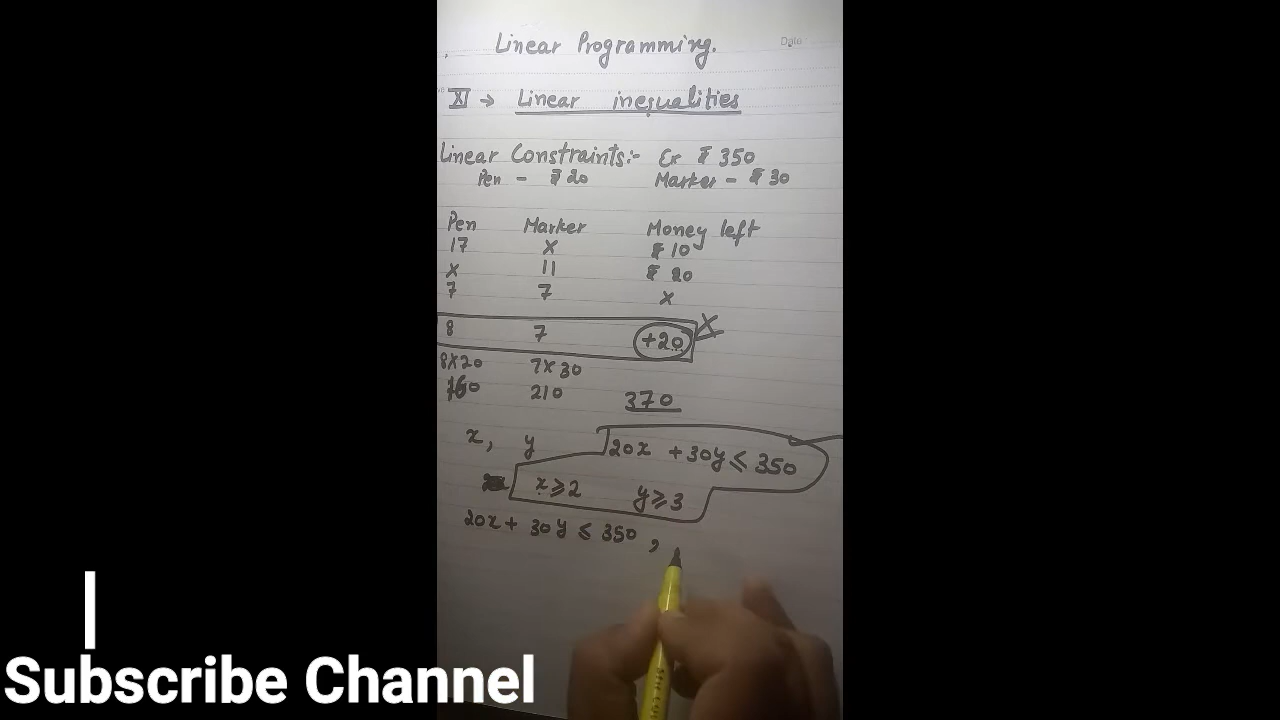 Linear Programming.
Date
XI → Linear inequalities
Linear Constraints:- Ex ₹ 350
Pen - ₹ 20 Marker - ₹ 30
Pen Marker Money left
17 X ₹ 10
X 11 ₹ 20
7 7 X
8 7 +20 X
8X20 7X30
160 210 370
x, y 20x +30y ≤ 350
x ≥ 2 y ≥ 3
20x + 30y ≤ 350 ,
Subscribe Channel